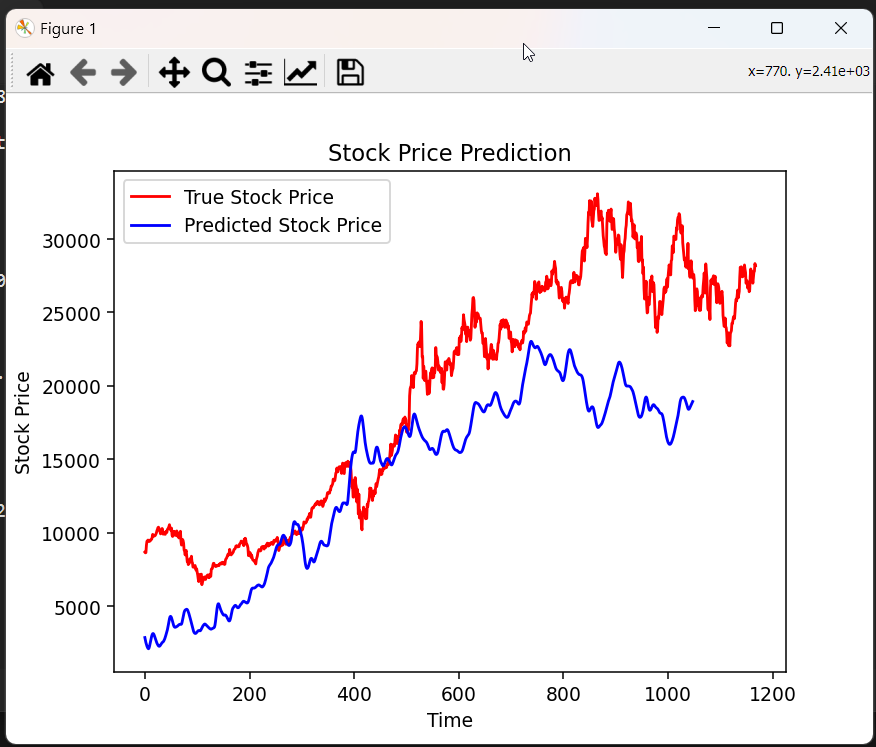 Figure 1
x=770. y=2.41e+03
Stock Price Prediction
True Stock Price
Predicted Stock Price
30000
25000
20000
15000
10000
5000
Stock Price
0 200 400 600 800 1000 1200
Time